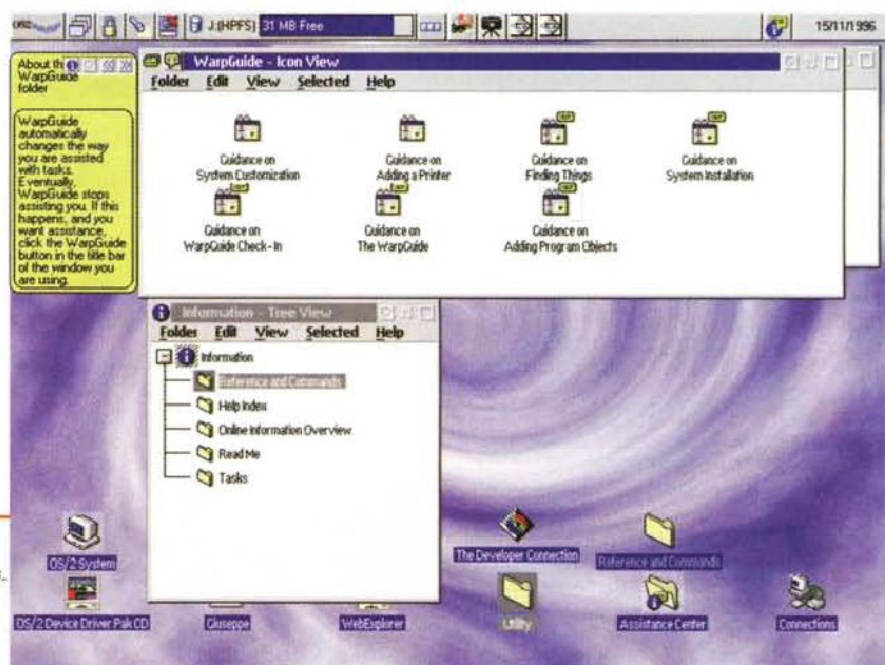 J:(HPFS) 31 MB Free
15/11/1996
About the
WarpGuide
folder
WarpGuide
automatically
changes the way
you are assisted
with tasks.
Eventually,
WarpGuide stops
assisting you. If this
happens, and you
want assistance,
click the WarpGuide
button in the title bar
of the window you
are using.
WarpGuide - Icon View
Folder Edit View Selected Help
Guidance on
System Customization
Guidance on
Adding a Printer
Guidance on
Finding Things
Guidance on
System Installation
Guidance on
WarpGuide Check-In
Guidance on
The WarpGuide
Guidance on
Adding Program Objects
Information - Tree View
Folder Edit View Selected Help
Information
Reference and Commands
Help Index
Online Information Overview
Read Me
Tasks
OS/2 System
The Developer Connection
Reference and Commands
OS/2 Device Driver Pak CD
Giuseppe
WebExplorer
Utility
Assistance Center
Connections